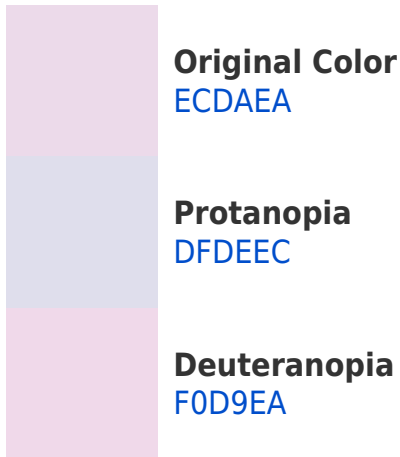 Original Color
ECDAEA
Protanopia
DFDEEC
Deuteranopia
F0D9EA